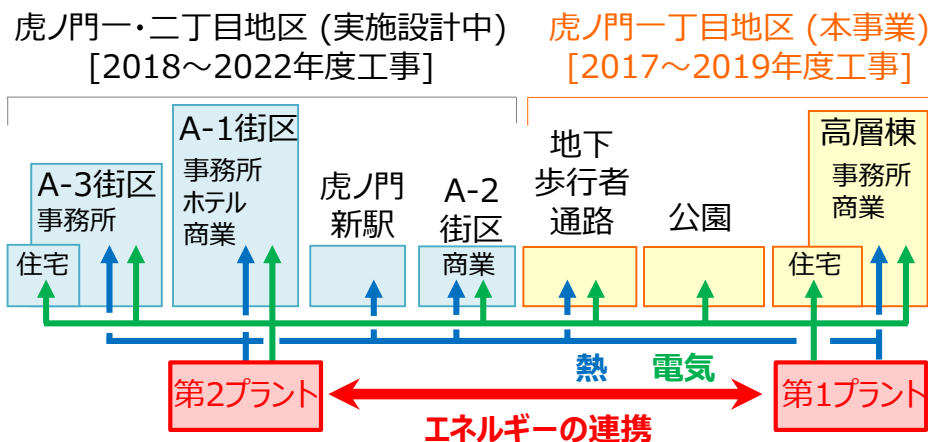 虎ノ門一・二丁目地区 (実施設計中)
[2018～2022年度工事]
虎ノ門一丁目地区 (本事業)
[2017～2019年度工事]
A-3街区
事務所
住宅
A-1街区
事務所
ホテル
商業
虎ノ門
新駅
A-2
街区
商業
地下
歩行者
通路
公園
高層棟
事務所
商業
住宅
熱
電気
第2プラント
第1プラント
エネルギーの連携